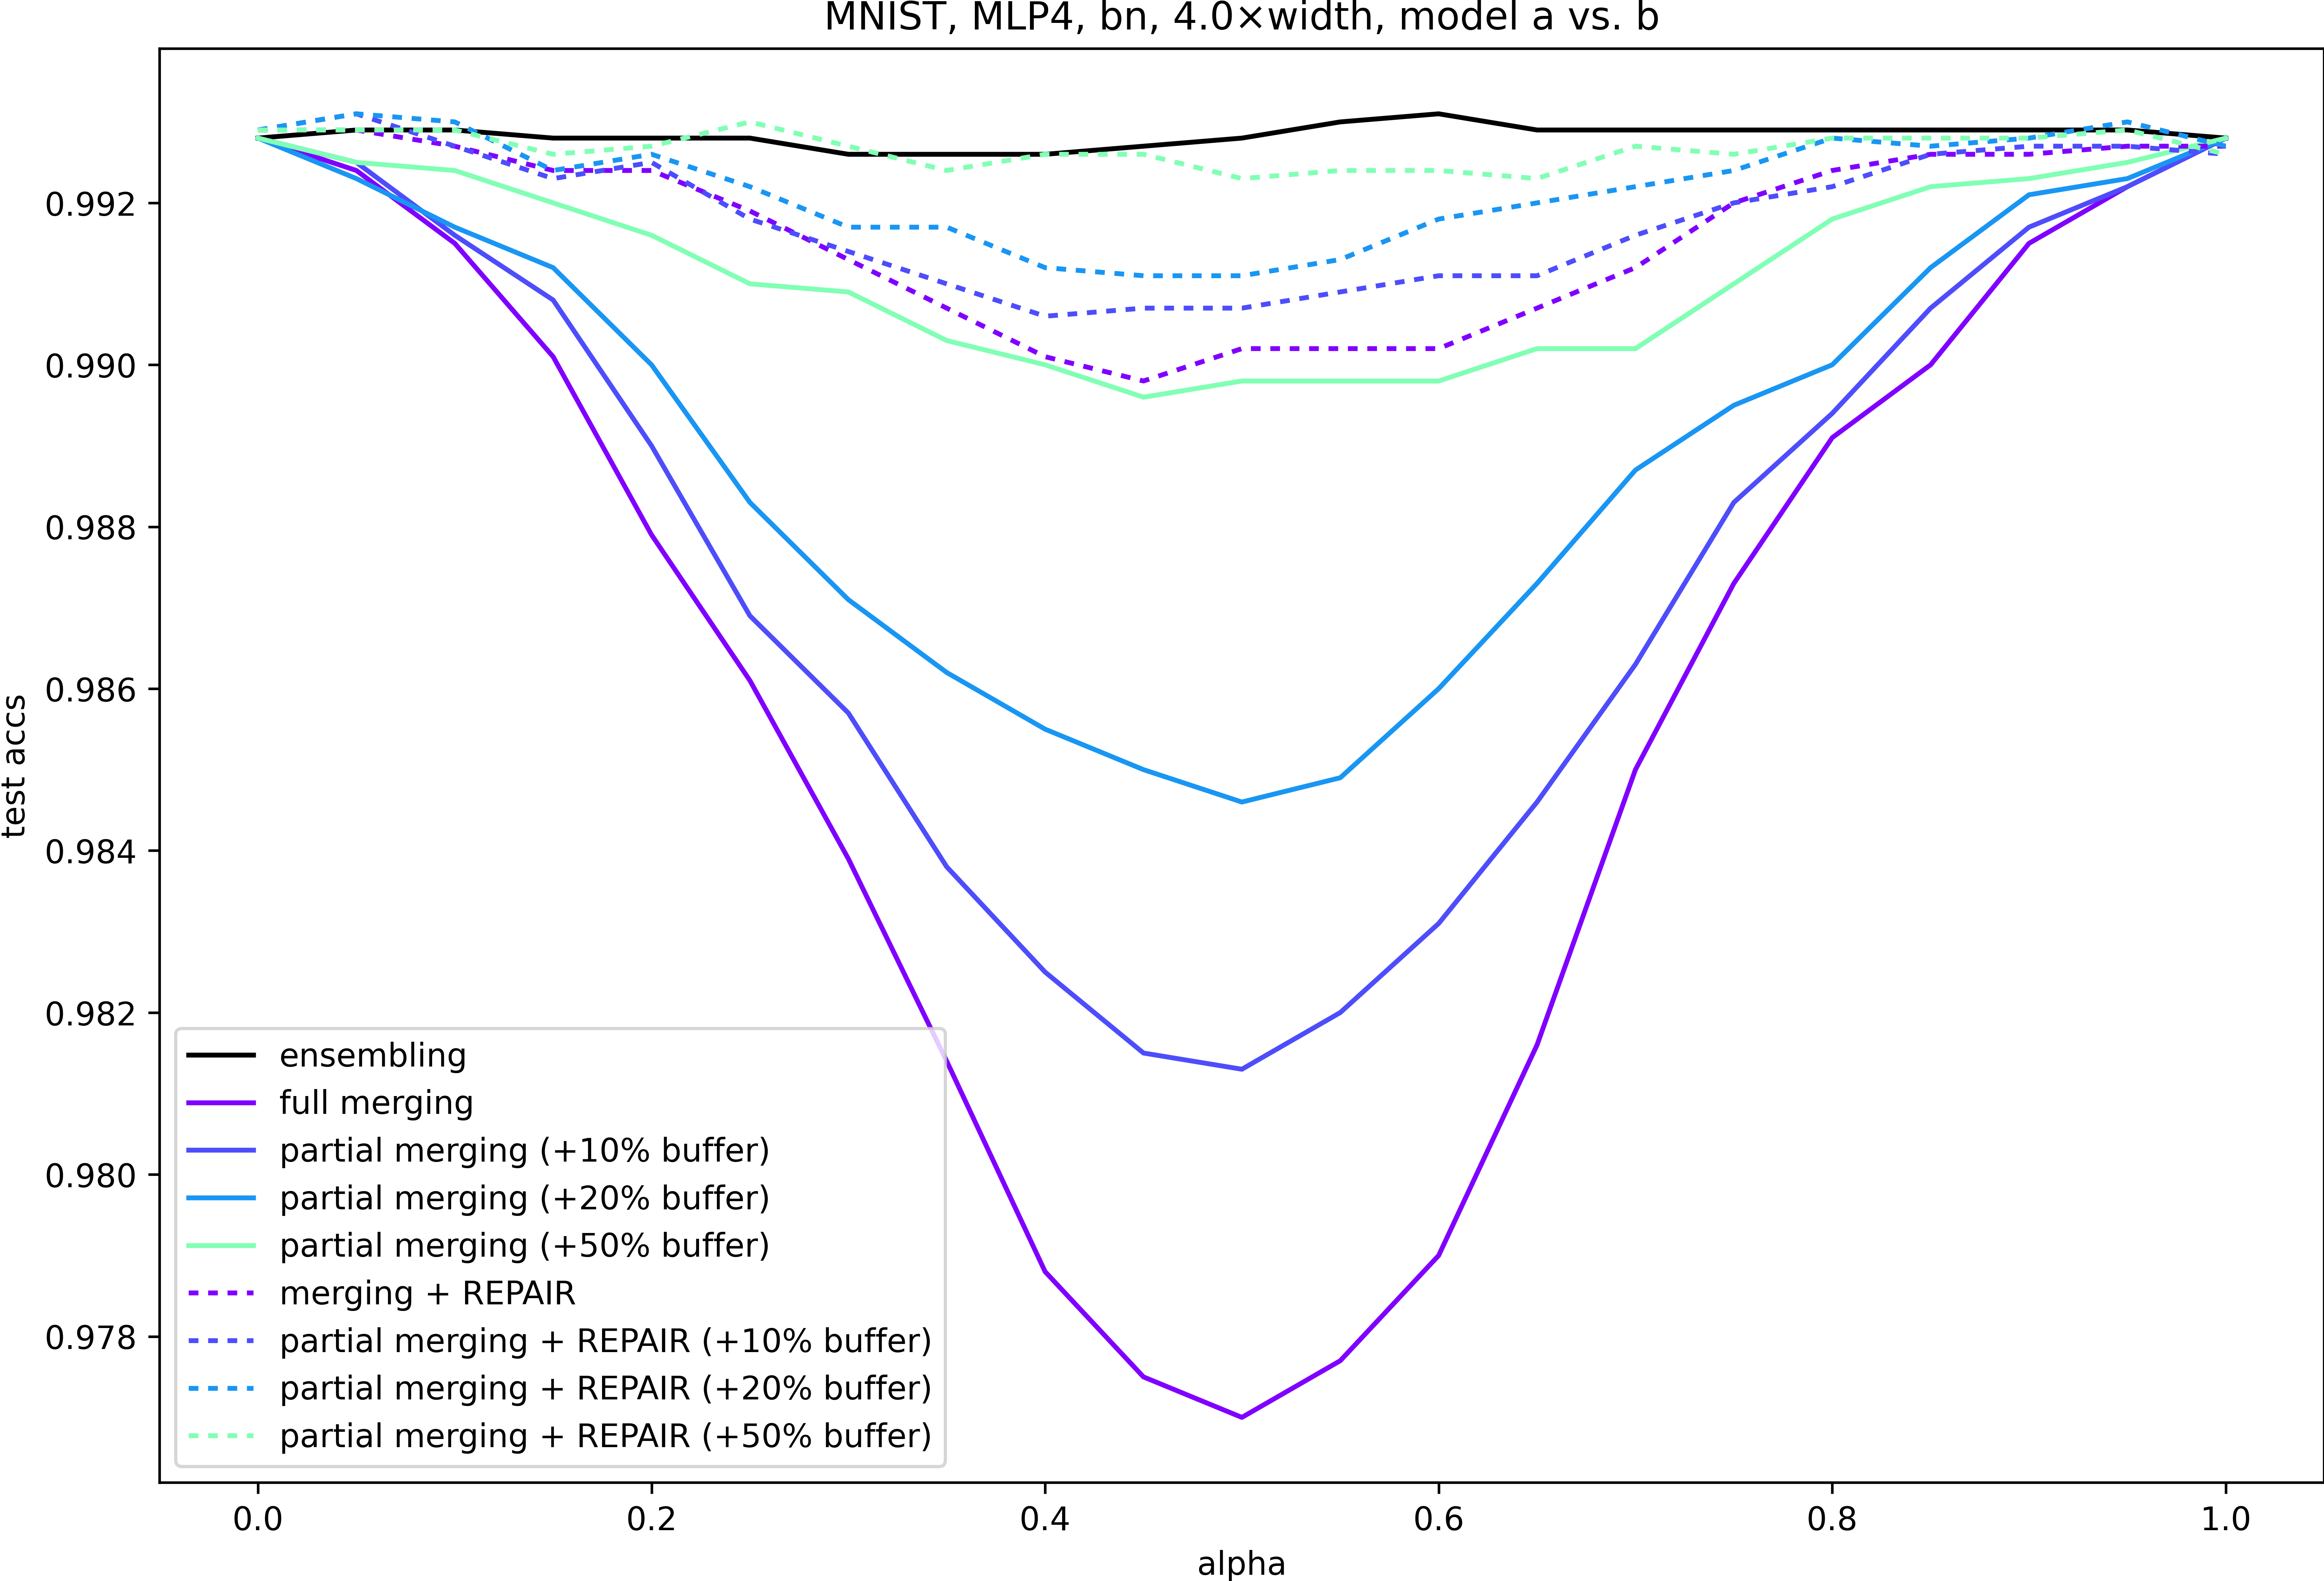 MNIST, MLP4, bn, 4.0×width, model a vs. b
0.992
0.990
0.988
0.986
0.984
0.982
0.980
0.978
test accs
ensembling
full merging
partial merging (+10% buffer)
partial merging (+20% buffer)
partial merging (+50% buffer)
merging + REPAIR
partial merging + REPAIR (+10% buffer)
partial merging + REPAIR (+20% buffer)
partial merging + REPAIR (+50% buffer)
0.0 0.2 0.4 0.6 0.8 1.0
alpha